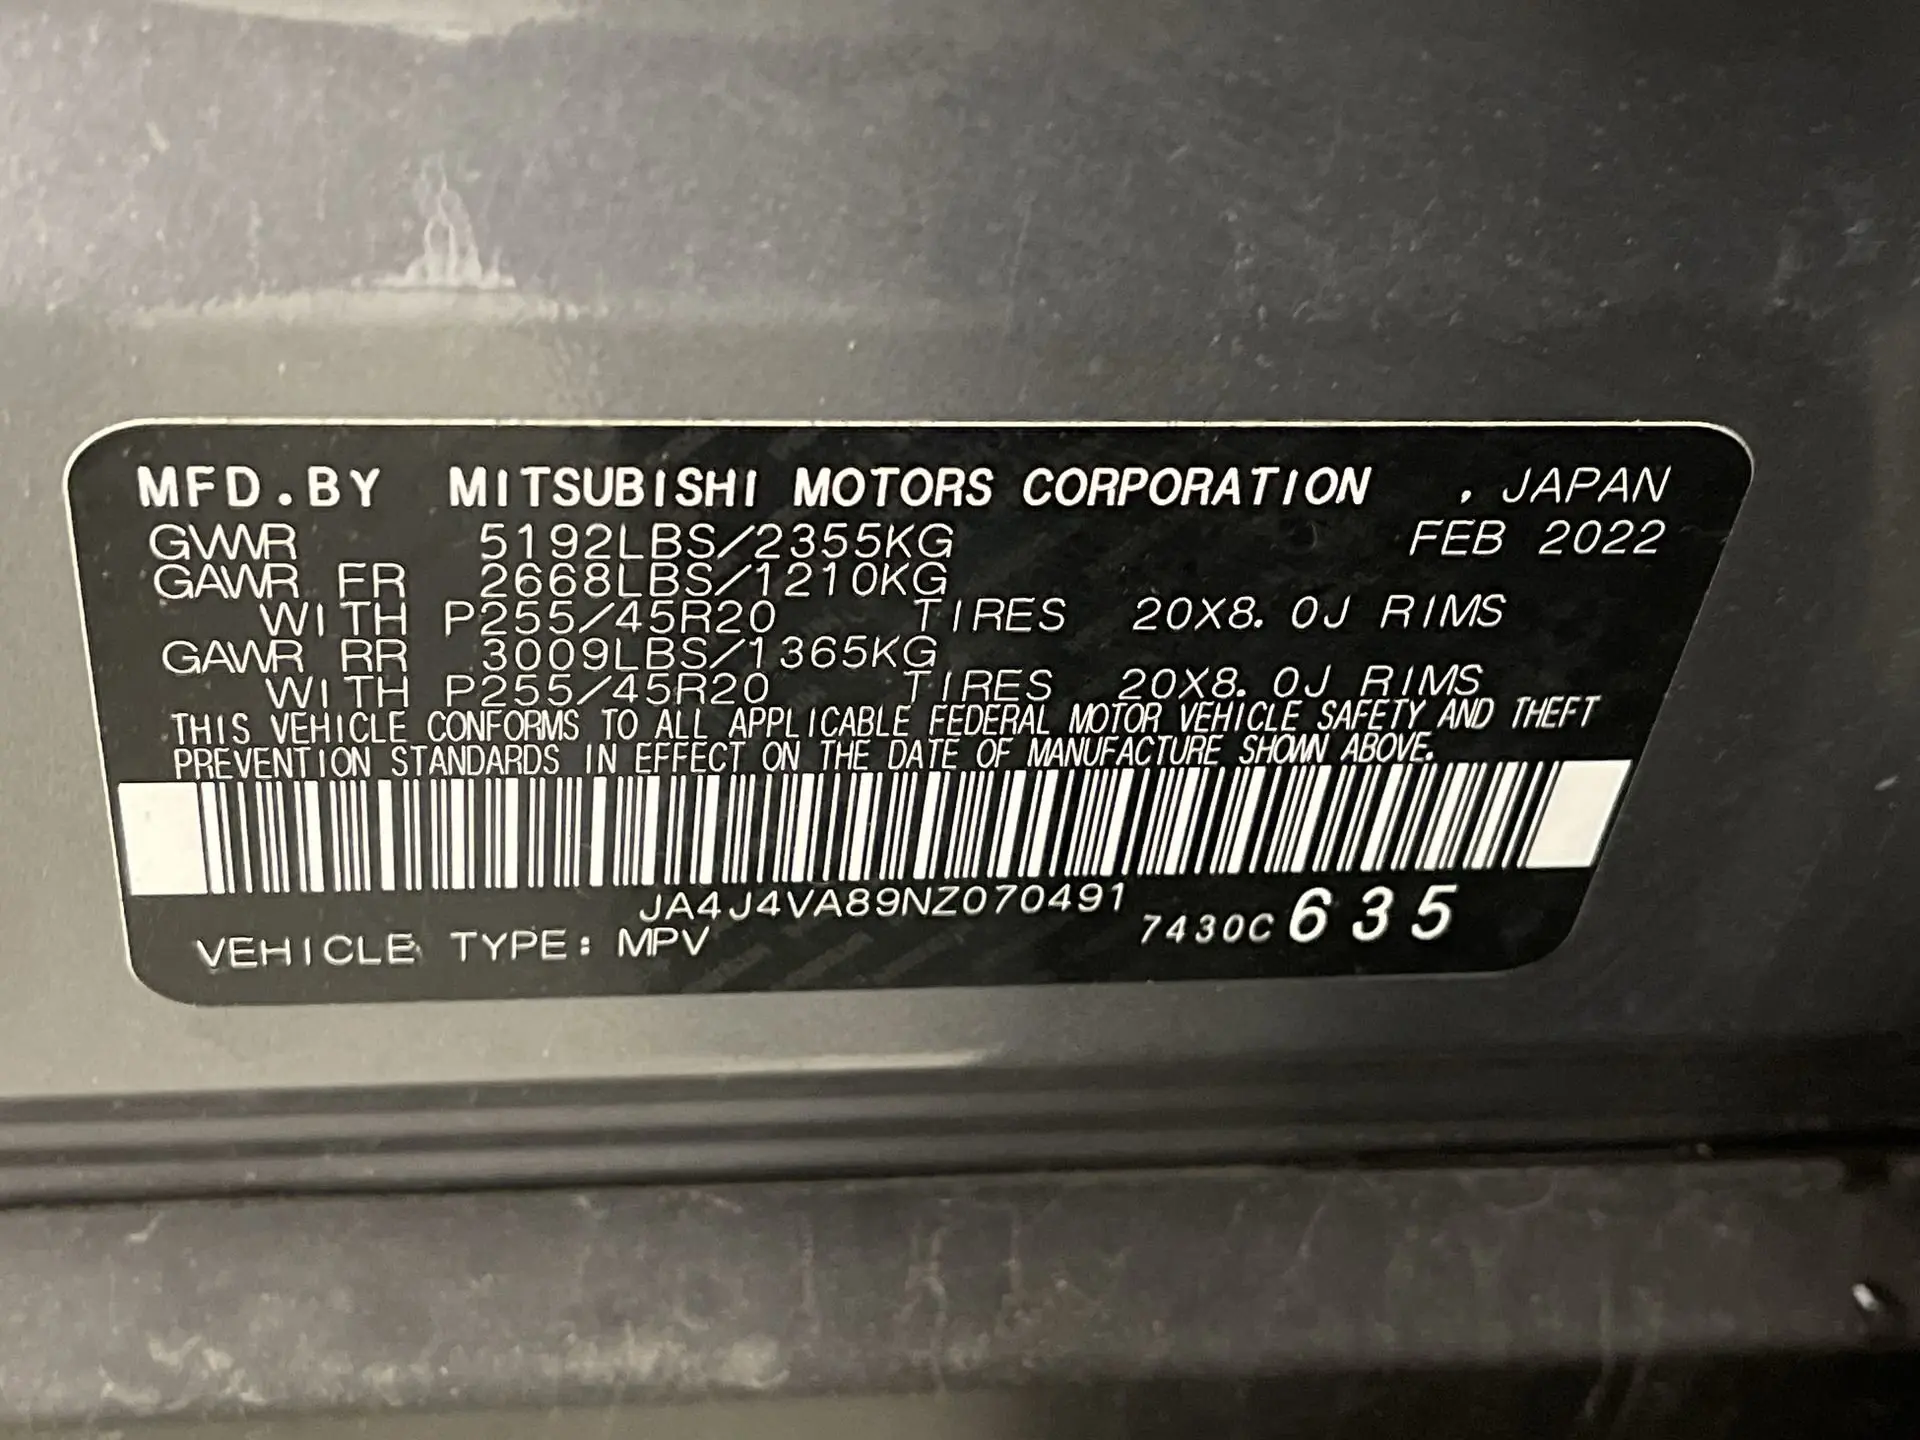 MFD.BY MITSUBISHI MOTORS CORPORATION , JAPAN
GVWR 5192LBS/2355KG FEB 2022
GAWR FR 2668LBS/1210KG
WITH P255/45R20 TIRES 20X8.0J RIMS
GAWR RR 3009LBS/1365KG
WITH P255/45R20 TIRES 20X8.0J RIMS
THIS VEHICLE CONFORMS TO ALL APPLICABLE FEDERAL MOTOR VEHICLE SAFETY AND THEFT
PREVENTION STANDARDS IN EFFECT ON THE DATE OF MANUFACTURE SHOWN ABOVE.
JA4J4VA89NZ070491
VEHICLE TYPE: MPV 7430C 635